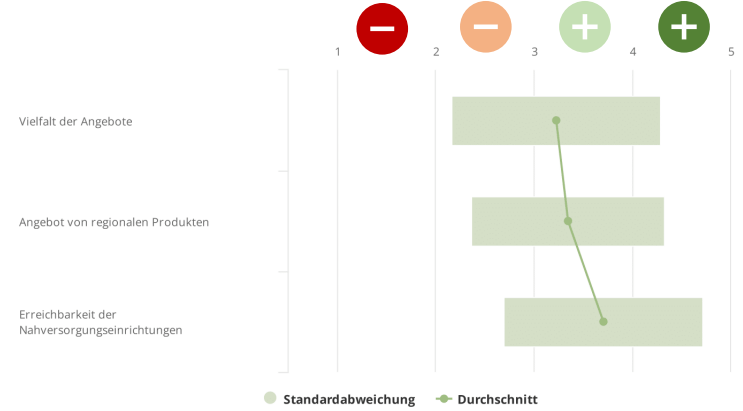 1 2 3 4 5
Vielfalt der Angebote
Angebot von regionalen Produkten
Erreichbarkeit der
Nahversorgungseinrichtungen
Standardabweichung Durchschnitt